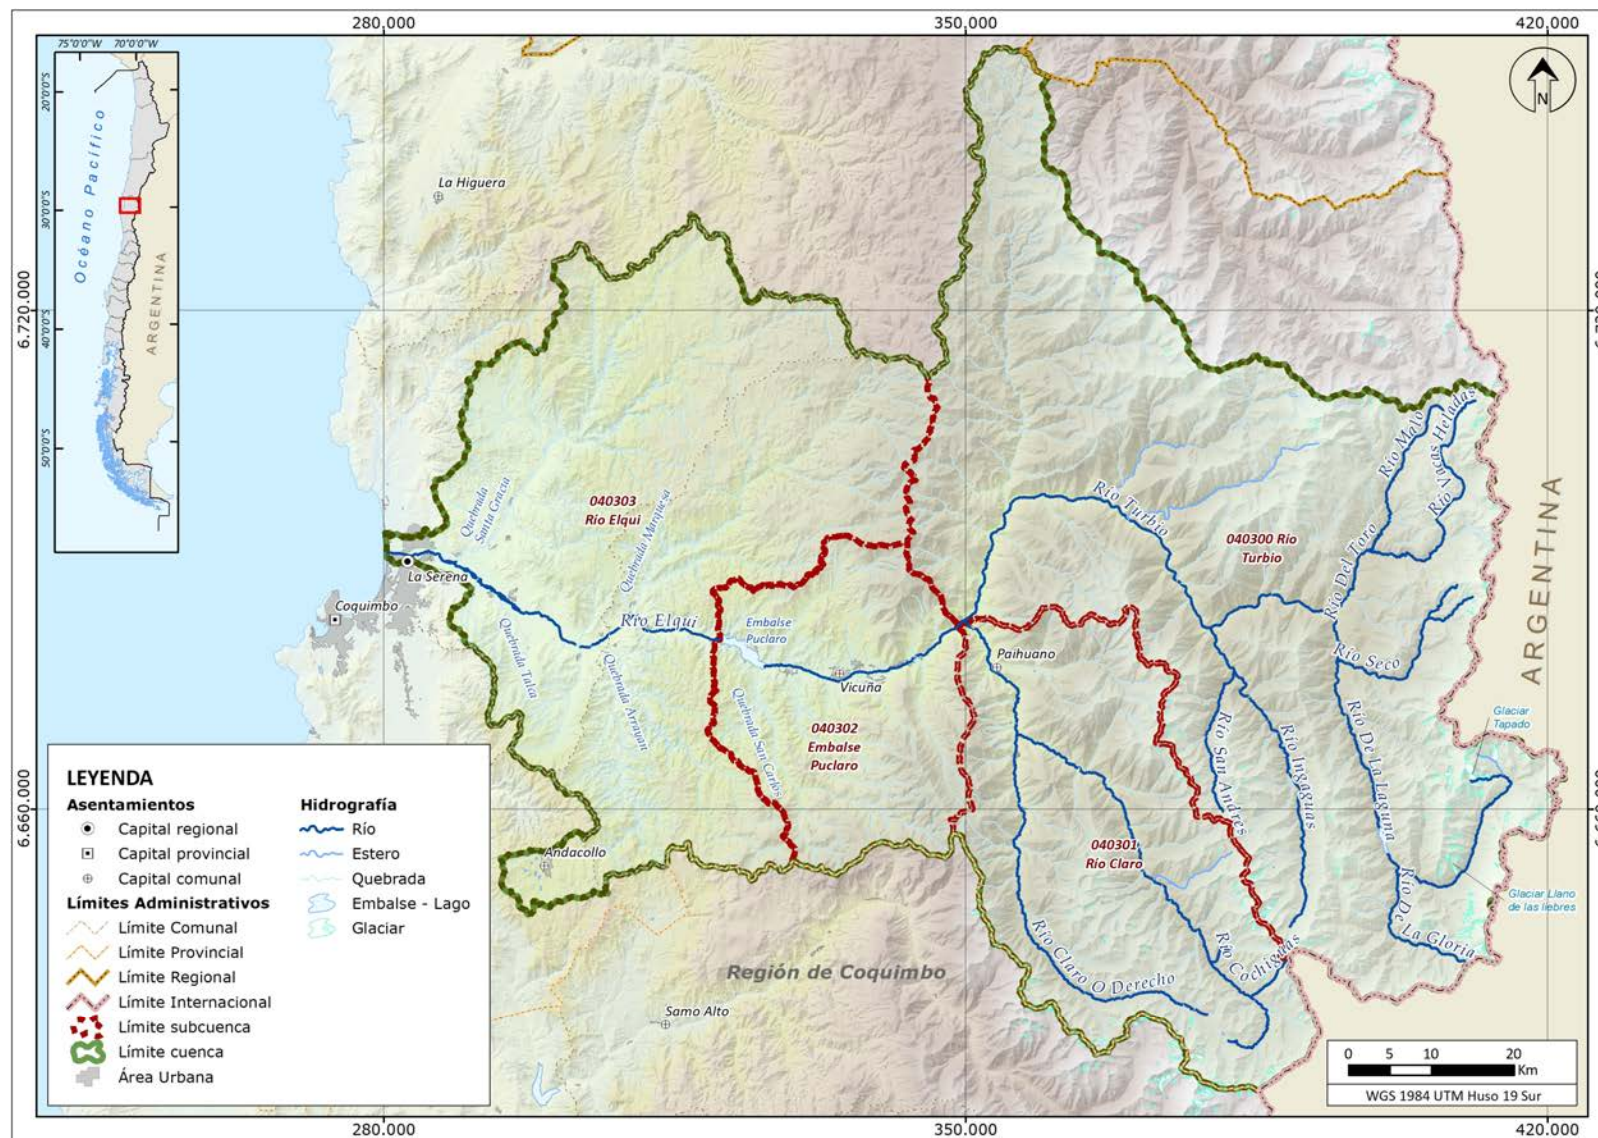 280.000
350.000
420.000
75°0'0"W
70°0'0"W
20°0'0"S
30°0'0"S
40°0'0"S
50°0'0"S
Océano Pacífico
ARGENTINA
N
6.720.000
6.720.000
6.660.000
6.660.000
La Higuera
Quebrada
Santa Gracia
040303
Río Elqui
Quebrada Marquesa
La Serena
Coquimbo
Río Elqui
Embalse
Puclaro
Quebrada Talca
Quebrada Arrayan
Quebrada San Carlos
Vicuña
040302
Embalse
Puclaro
Paihuano
Río Turbio
040300 Río
Turbio
Río Malo
Río Vacas Heladas
Río Del Toro
Río Seco
Río San Andres
Río Ingaguas
Río De La Laguna
Glaciar
Tapado
Glaciar Llano
de las liebres
Río De
La Gloria
040301
Río Claro
Río Cochiguas
Río Claro O Derecho
Andacollo
Región de Coquimbo
Samo Alto
ARGENTINA
LEYENDA
Asentamientos
Capital regional
Capital provincial
Capital comunal
Límites Administrativos
Límite Comunal
Límite Provincial
Límite Regional
Límite Internacional
Límite subcuenca
Límite cuenca
Área Urbana
Hidrografía
Río
Estero
Quebrada
Embalse - Lago
Glaciar
0 5 10 20
Km
WGS 1984 UTM Huso 19 Sur
280.000
350.000
420.000